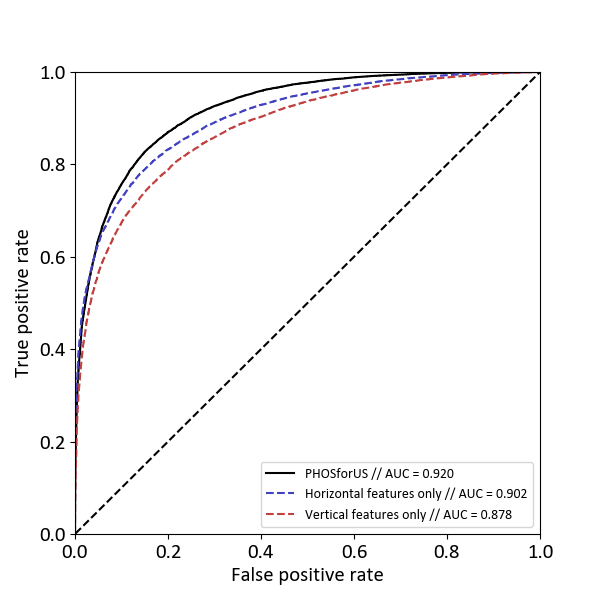 1.0
0.8
0.6
0.4
0.2
0.0
True positive rate
PHOSforUS // AUC = 0.920
Horizontal features only // AUC = 0.902
Vertical features only // AUC = 0.878
0.0 0.2 0.4 0.6 0.8 1.0
False positive rate